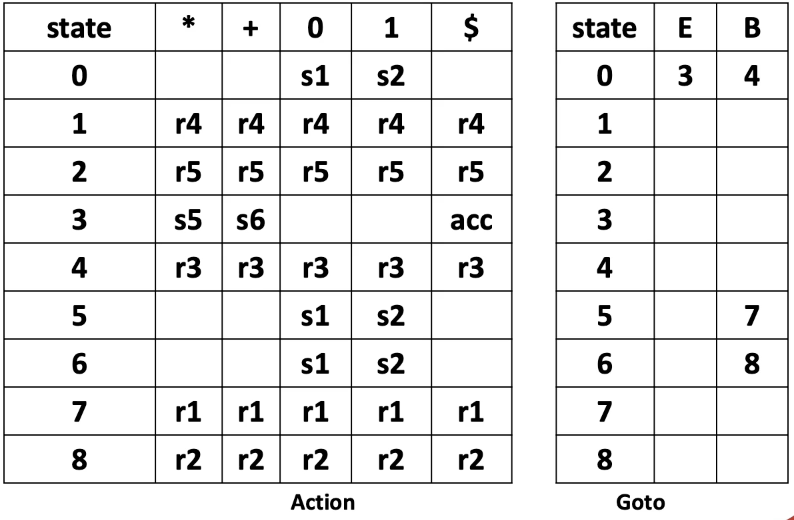 state * + 0 1 $ state E B
0 s1 s2 0 3 4
1 r4 r4 r4 r4 r4 1
2 r5 r5 r5 r5 r5 2
3 s5 s6 acc 3
4 r3 r3 r3 r3 r3 4
5 s1 s2 5 7
6 s1 s2 6 8
7 r1 r1 r1 r1 r1 7
8 r2 r2 r2 r2 r2 8
Action Goto